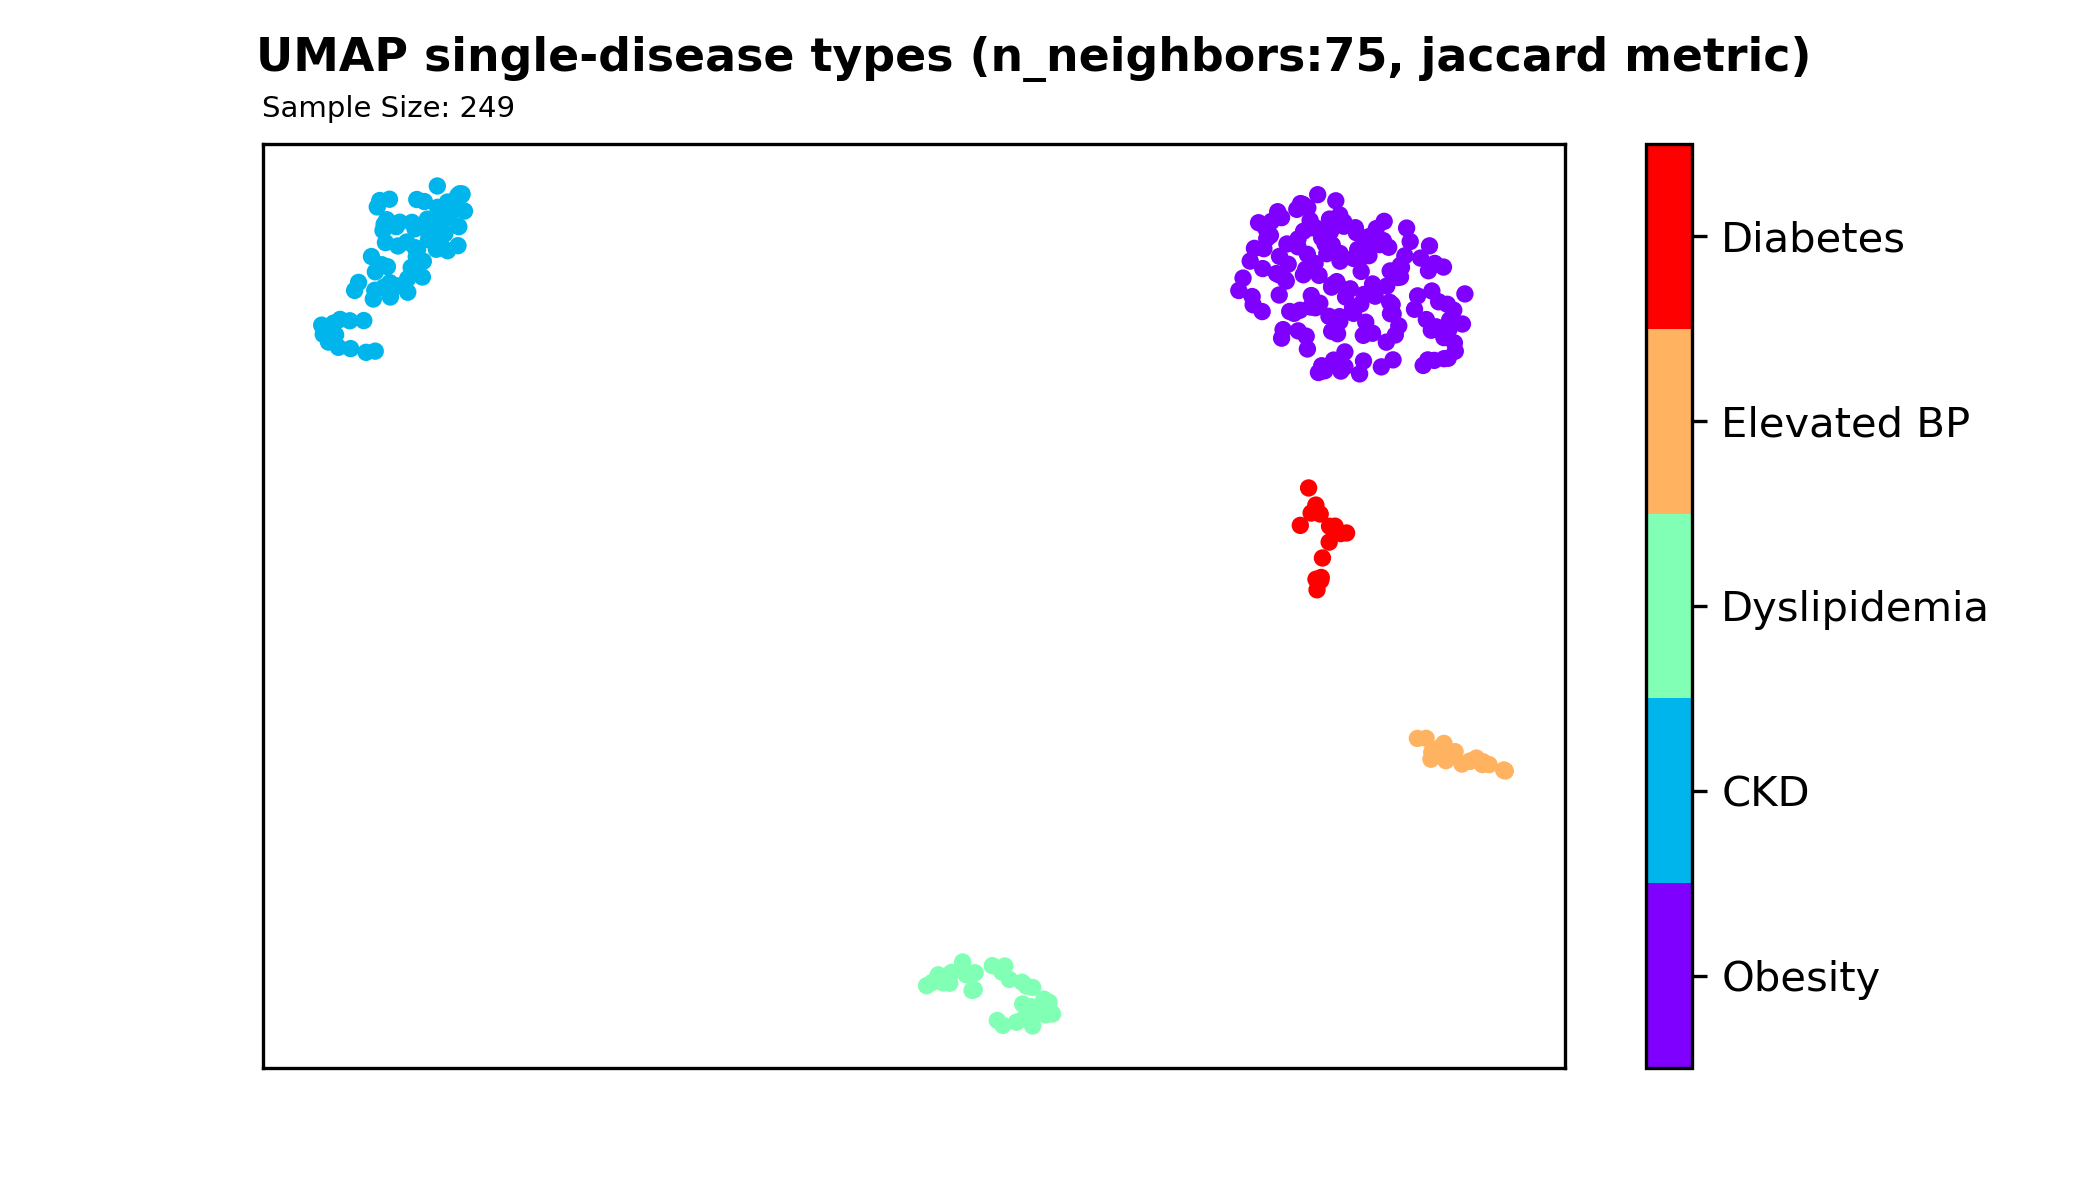 UMAP single-disease types (n_neighbors:75, jaccard metric)
Sample Size: 249
Diabetes
Elevated BP
Dyslipidemia
CKD
Obesity